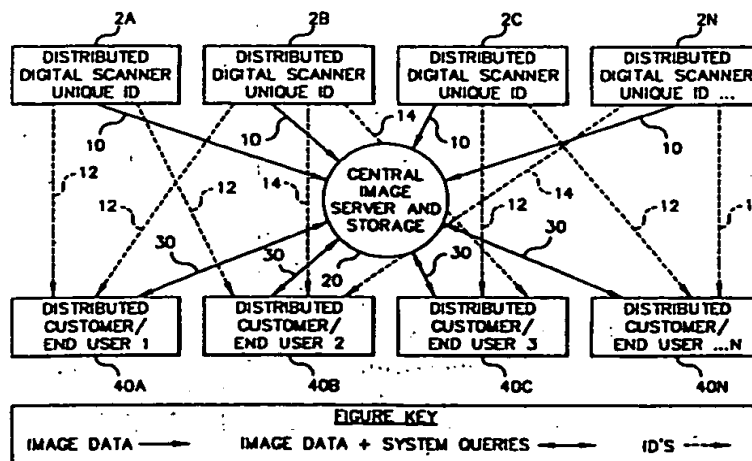 2A 2B 2C 2N
DISTRIBUTED DISTRIBUTED DISTRIBUTED DISTRIBUTED
DIGITAL SCANNER DIGITAL SCANNER DIGITAL SCANNER DIGITAL SCANNER
UNIQUE ID UNIQUE ID UNIQUE ID UNIQUE ID ...
10 10 14 10 10
CENTRAL
IMAGE
SERVER AND
STORAGE
12 12 14 12 14 12
12
30 30 20 30 30
DISTRIBUTED DISTRIBUTED DISTRIBUTED DISTRIBUTED
CUSTOMER/ CUSTOMER/ CUSTOMER/ CUSTOMER/
END USER 1 END USER 2 END USER 3 END USER ...N
40A 40B 40C 40N
FIGURE KEY
IMAGE DATA IMAGE DATA + SYSTEM QUERIES ID'S